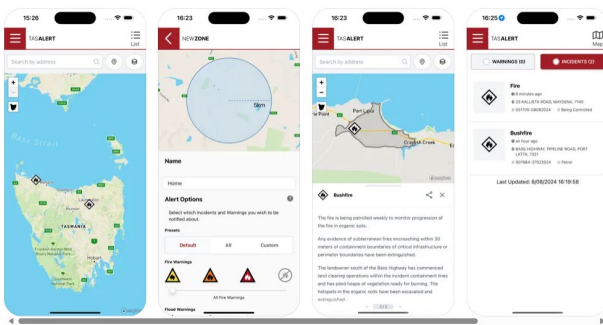 15:26
TASALERT
List
Search by address
Bass Strait
TASMANIA
Hobart
16:23
NEWZONE
5km
Name
Home
Alert Options
Select which Incidents and Warnings you wish to be
notified about.
Presets
Default
All
Custom
Fire Warnings
All Fire Warnings
Flood Warnings
16:23
TASALERT
List
Search by address
Port Latta
Crayfish Creek
Bushfire
The fire is being patrolled weekly to monitor progression of
the fire in organic soils.
Any evidence of subterranean fires encroaching within 30
meters of containment boundaries of critical infrastructure or
perimeter boundaries have been extinguished.
The landowner south of the Bass Highway has commenced
land clearing operations within the incident containment lines
and has piled heaps of vegetation ready for burning. The
hotspots in the organic soils have been excavated and
extinguished.
16:25
TASALERT
Map
WARNINGS (0)
INCIDENTS (2)
Fire
Being Controlled
Bushfire
an hour ago
BASS HIGHWAY, PIPELINE ROAD, PORT
LATTA, 7321
Patrol
Last Updated: 8/08/2024 16:19:58